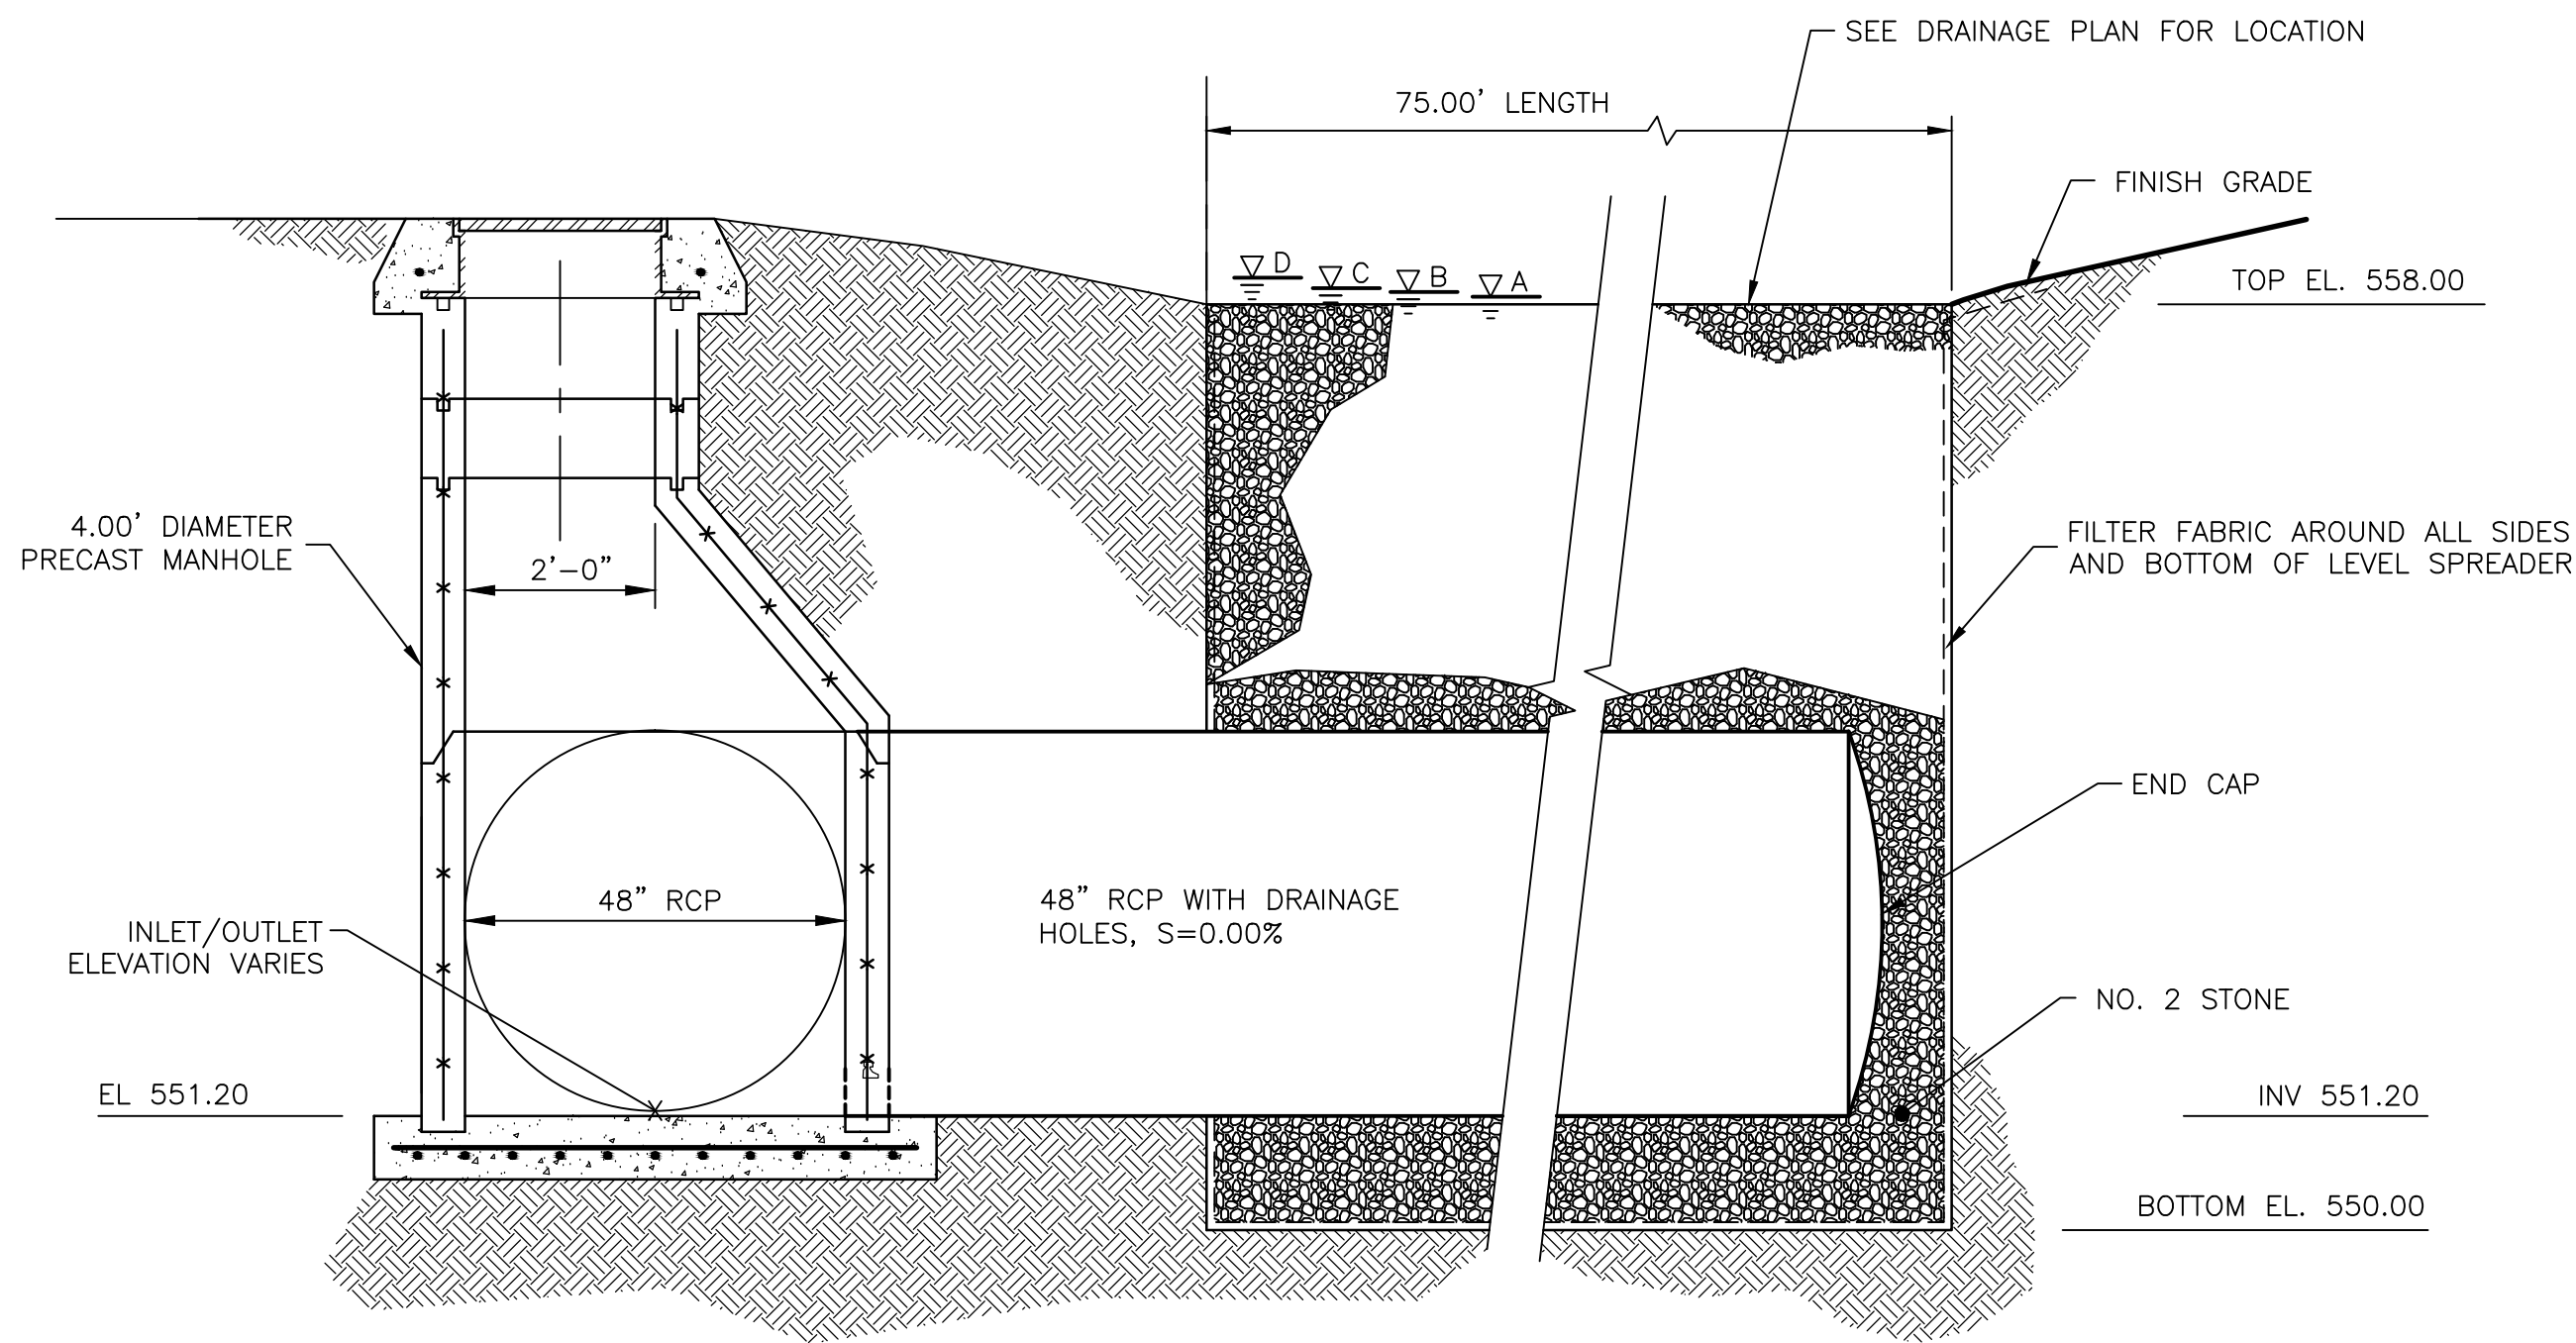 SEE DRAINAGE PLAN FOR LOCATION
75.00' LENGTH
FINISH GRADE
D
C
B
A
TOP EL. 558.00
4.00' DIAMETER
PRECAST MANHOLE
2'-0"
FILTER FABRIC AROUND ALL SIDES
AND BOTTOM OF LEVEL SPREADER
END CAP
48" RCP
48" RCP WITH DRAINAGE
HOLES, S=0.00%
INLET/OUTLET
ELEVATION VARIES
NO. 2 STONE
EL 551.20
INV 551.20
BOTTOM EL. 550.00